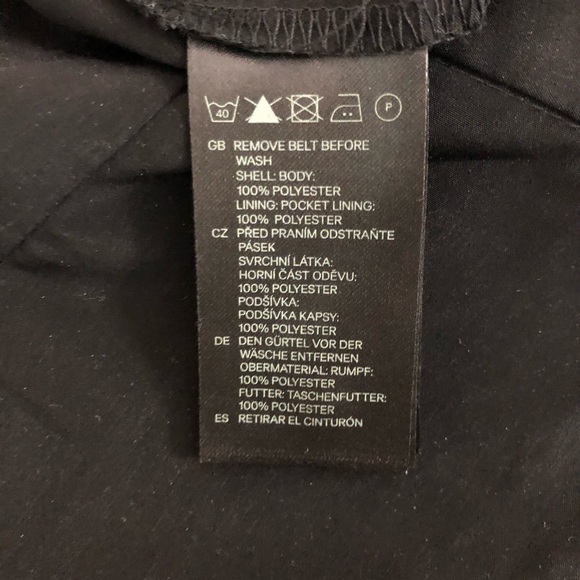 40 P
GB REMOVE BELT BEFORE
WASH
SHELL: BODY:
100% POLYESTER
LINING: POCKET LINING:
100% POLYESTER
CZ PŘED PRANÍM ODSTRAŇTE
PÁSEK
SVRCHNÍ LÁTKA:
HORNÍ ČÁST ODĚVU:
100% POLYESTER
PODŠÍVKA:
PODŠÍVKA KAPSY:
100% POLYESTER
DE DEN GÜRTEL VOR DER
WÄSCHE ENTFERNEN
OBERMATERIAL: RUMPF:
100% POLYESTER
FUTTER: TASCHENFUTTER:
100% POLYESTER
ES RETIRAR EL CINTURÓN